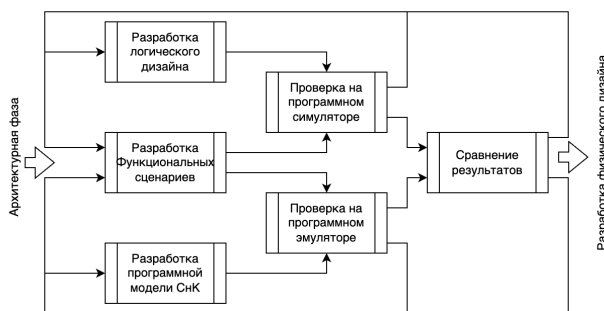 Архитектурная фаза
Разработка
логического
дизайна
Разработка
Функциональных
сценариев
Разработка
программной
модели СнК
Проверка на
программном
симуляторе
Проверка на
программном
эмуляторе
Сравнение
результатов
Разработка физического дизайна